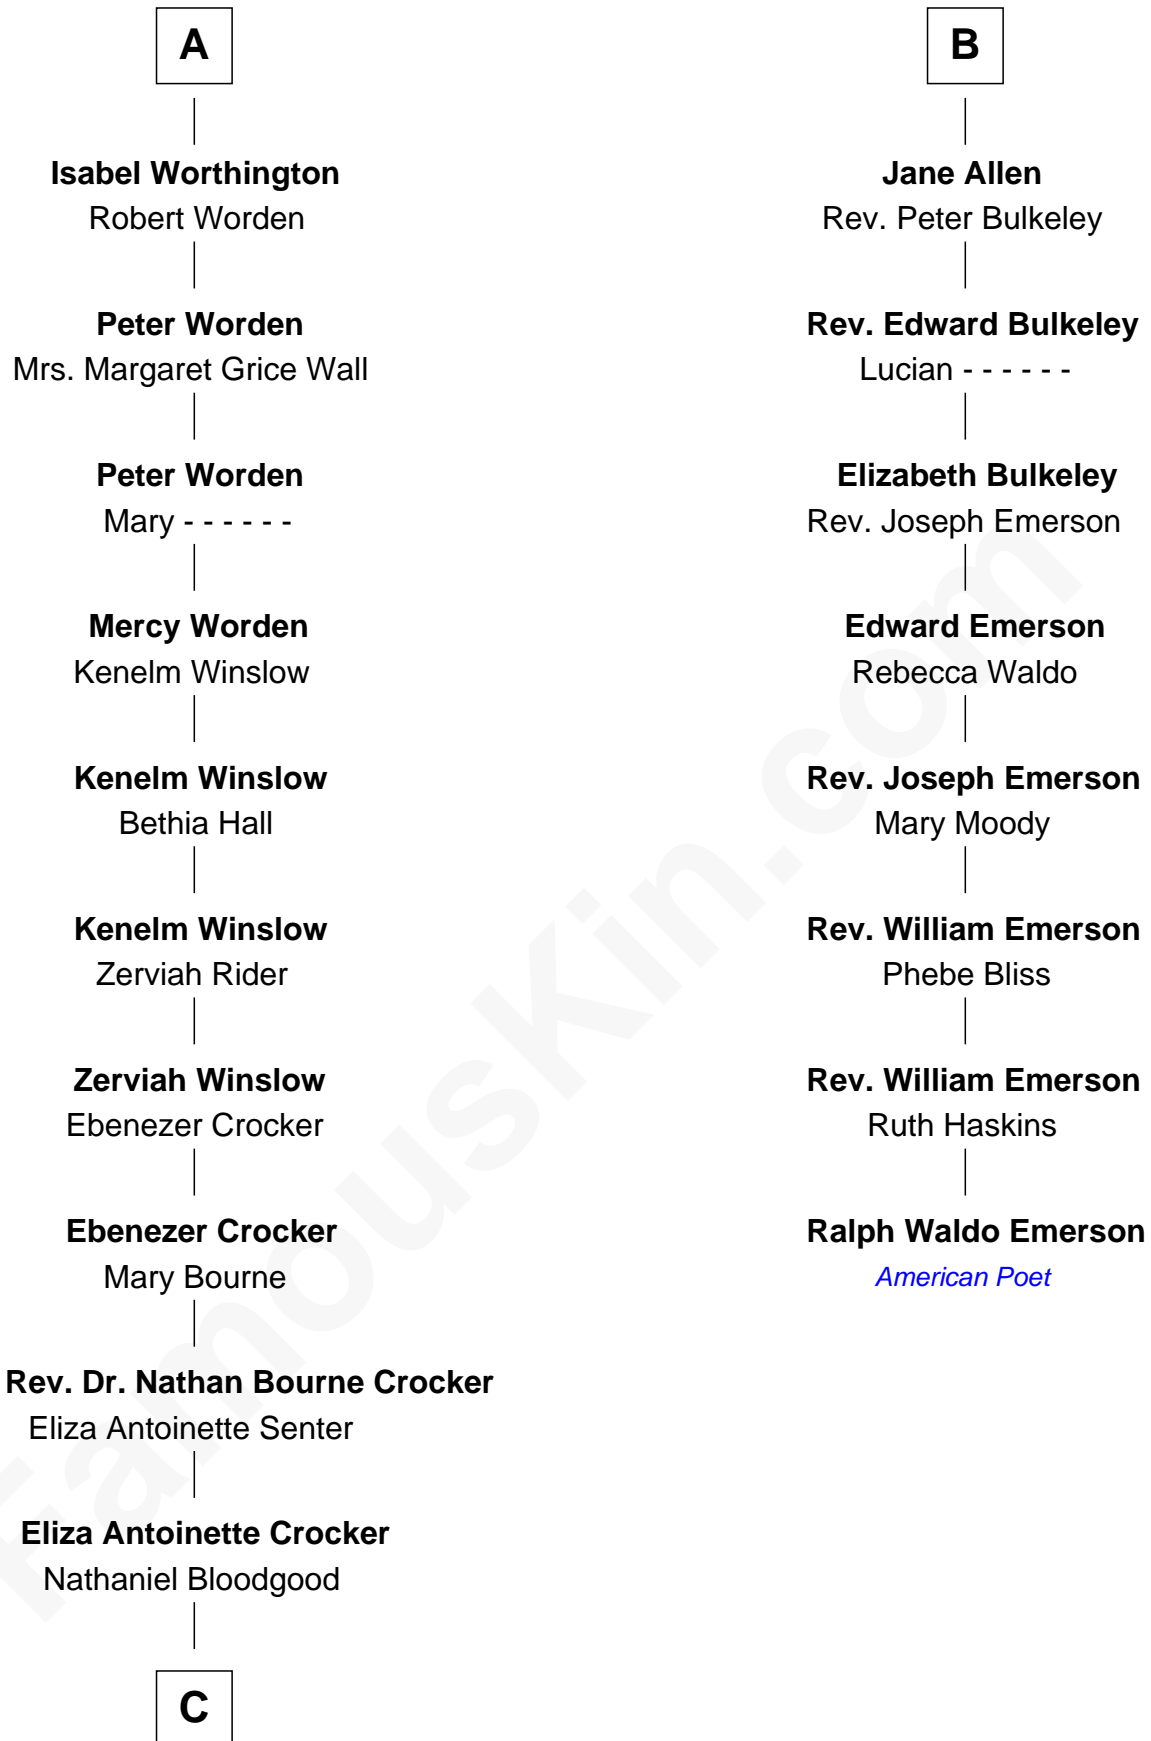 A
Isabel Worthington
Robert Worden
Peter Worden
Mrs. Margaret Grice Wall
Peter Worden
Mary - - - - - -
Mercy Worden
Kenelm Winslow
Kenelm Winslow
Bethia Hall
Kenelm Winslow
Zerviah Rider
Zerviah Winslow
Ebenezer Crocker
Ebenezer Crocker
Mary Bourne
Rev. Dr. Nathan Bourne Crocker
Eliza Antoinette Senter
Eliza Antoinette Crocker
Nathaniel Bloodgood
C
B
Jane Allen
Rev. Peter Bulkeley
Rev. Edward Bulkeley
Lucian - - - - - -
Elizabeth Bulkeley
Rev. Joseph Emerson
Edward Emerson
Rebecca Waldo
Rev. Joseph Emerson
Mary Moody
Rev. William Emerson
Phebe Bliss
Rev. William Emerson
Ruth Haskins
Ralph Waldo Emerson
American Poet
FamousKin.com